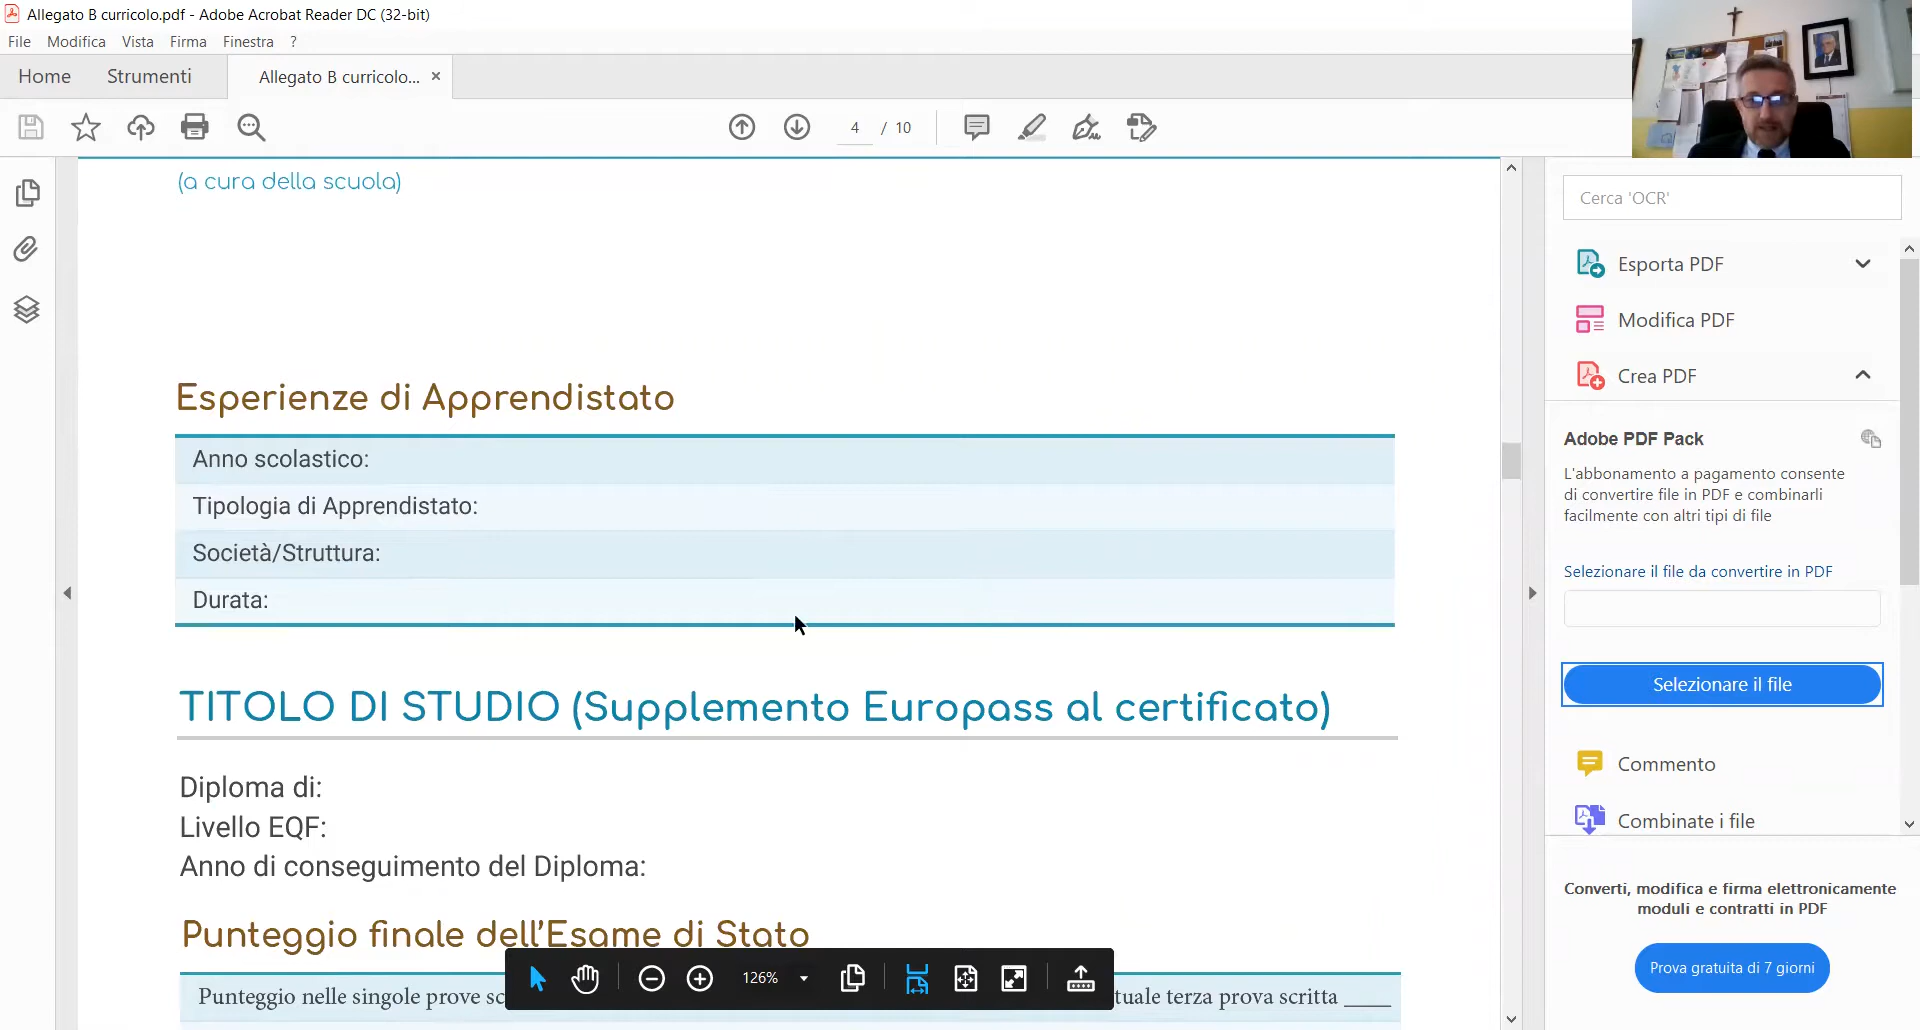 Allegato B curricolo.pdf - Adobe Acrobat Reader DC (32-bit)
File Modifica Vista Firma Finestra ?
Home Strumenti Allegato B curricolo... ×
4 / 10
(a cura della scuola)
Esperienze di Apprendistato
Anno scolastico:
Tipologia di Apprendistato:
Società/Struttura:
Durata:
TITOLO DI STUDIO (Supplemento Europass al certificato)
Diploma di:
Livello EQF:
Anno di conseguimento del Diploma:
Punteggio finale dell'Esame di Stato
126%
Punteggio nelle singole prove sc
tuale terza prova scritta ____
Cerca 'OCR'
Esporta PDF
Modifica PDF
Crea PDF
Adobe PDF Pack
L'abbonamento a pagamento consente
di convertire file in PDF e combinarli
facilmente con altri tipi di file
Selezionare il file da convertire in PDF
Selezionare il file
Commento
Combinate i file
Converti, modifica e firma elettronicamente
moduli e contratti in PDF
Prova gratuita di 7 giorni